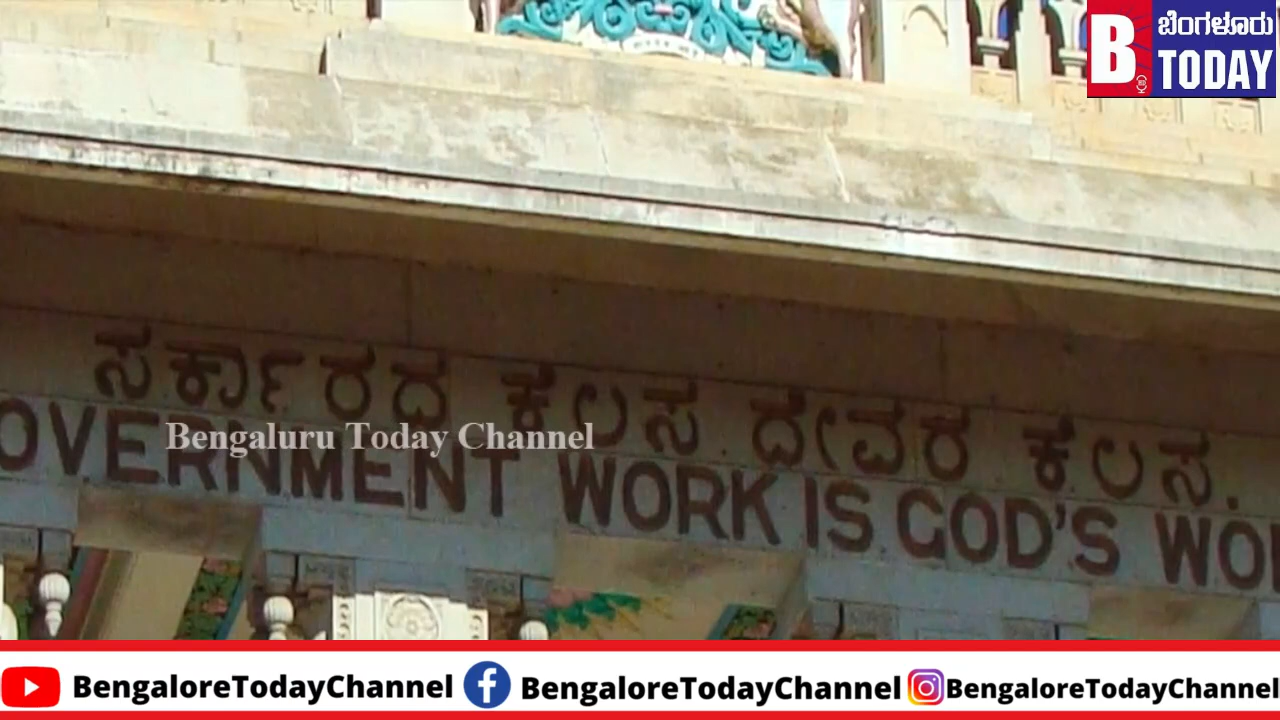 ಬೆಂಗಳೂರು
B TODAY
ಸರ್ಕಾರದ ಕೆಲಸ ದೇವರ ಕೆಲಸ.
OVERNMENT WORK IS GOD'S WO
Bengaluru Today Channel
BengaloreTodayChannel BengaloreTodayChannel BengaloreTodayChannel